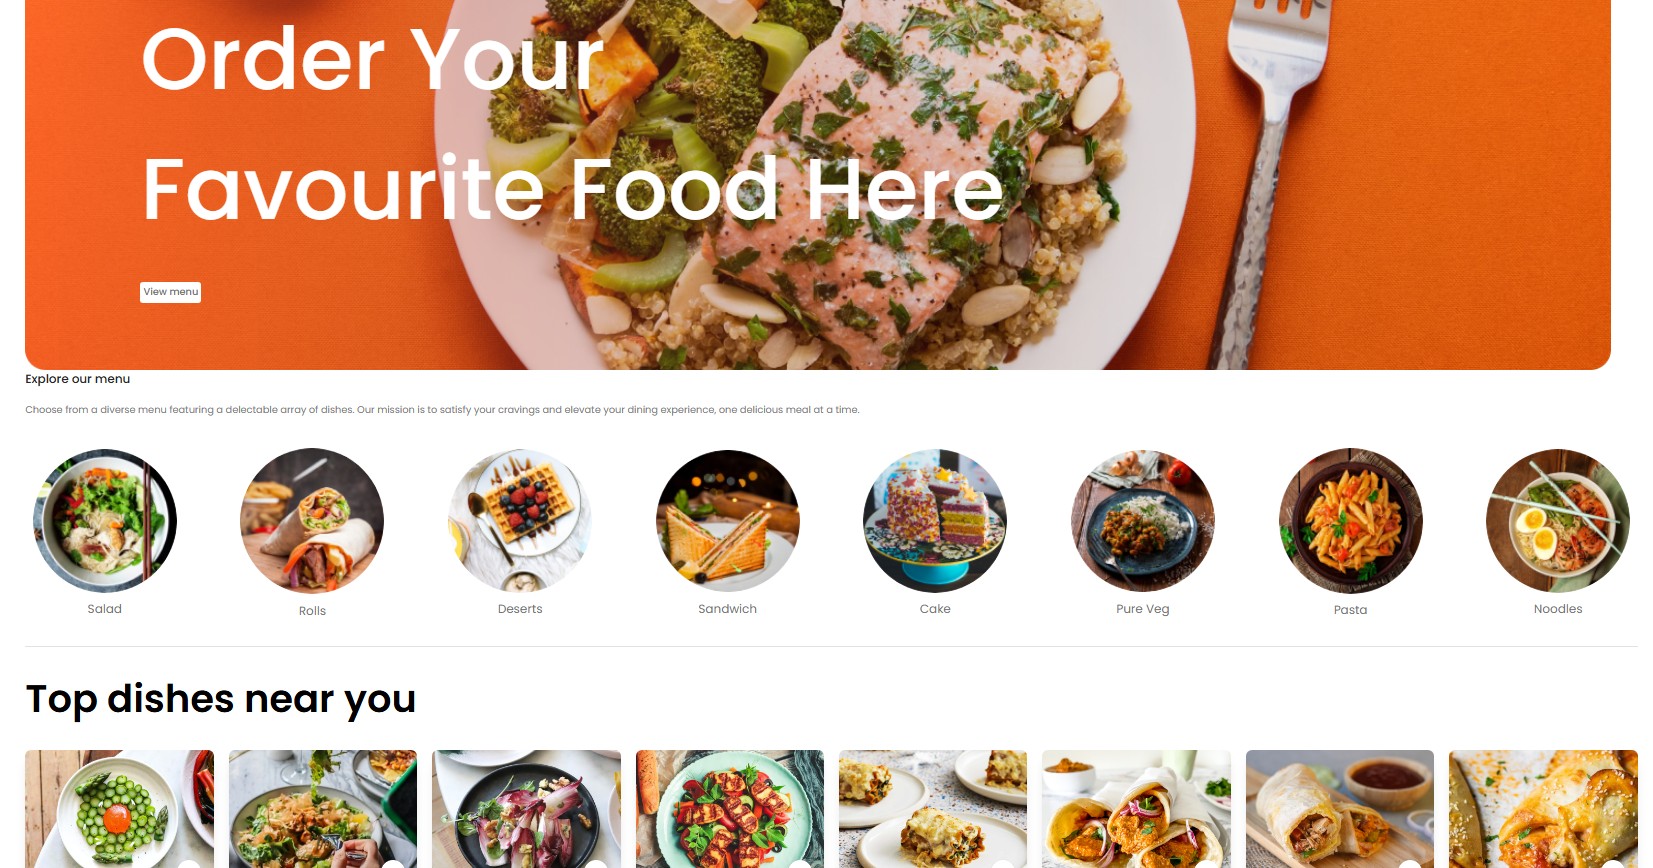 Order Your
Favourite Food Here
View menu
Explore our menu
Choose from a diverse menu featuring a delectable array of dishes. Our mission is to satisfy your cravings and elevate your dining experience, one delicious meal at a time.
Salad
Rolls
Deserts
Sandwich
Cake
Pure Veg
Pasta
Noodles
Top dishes near you